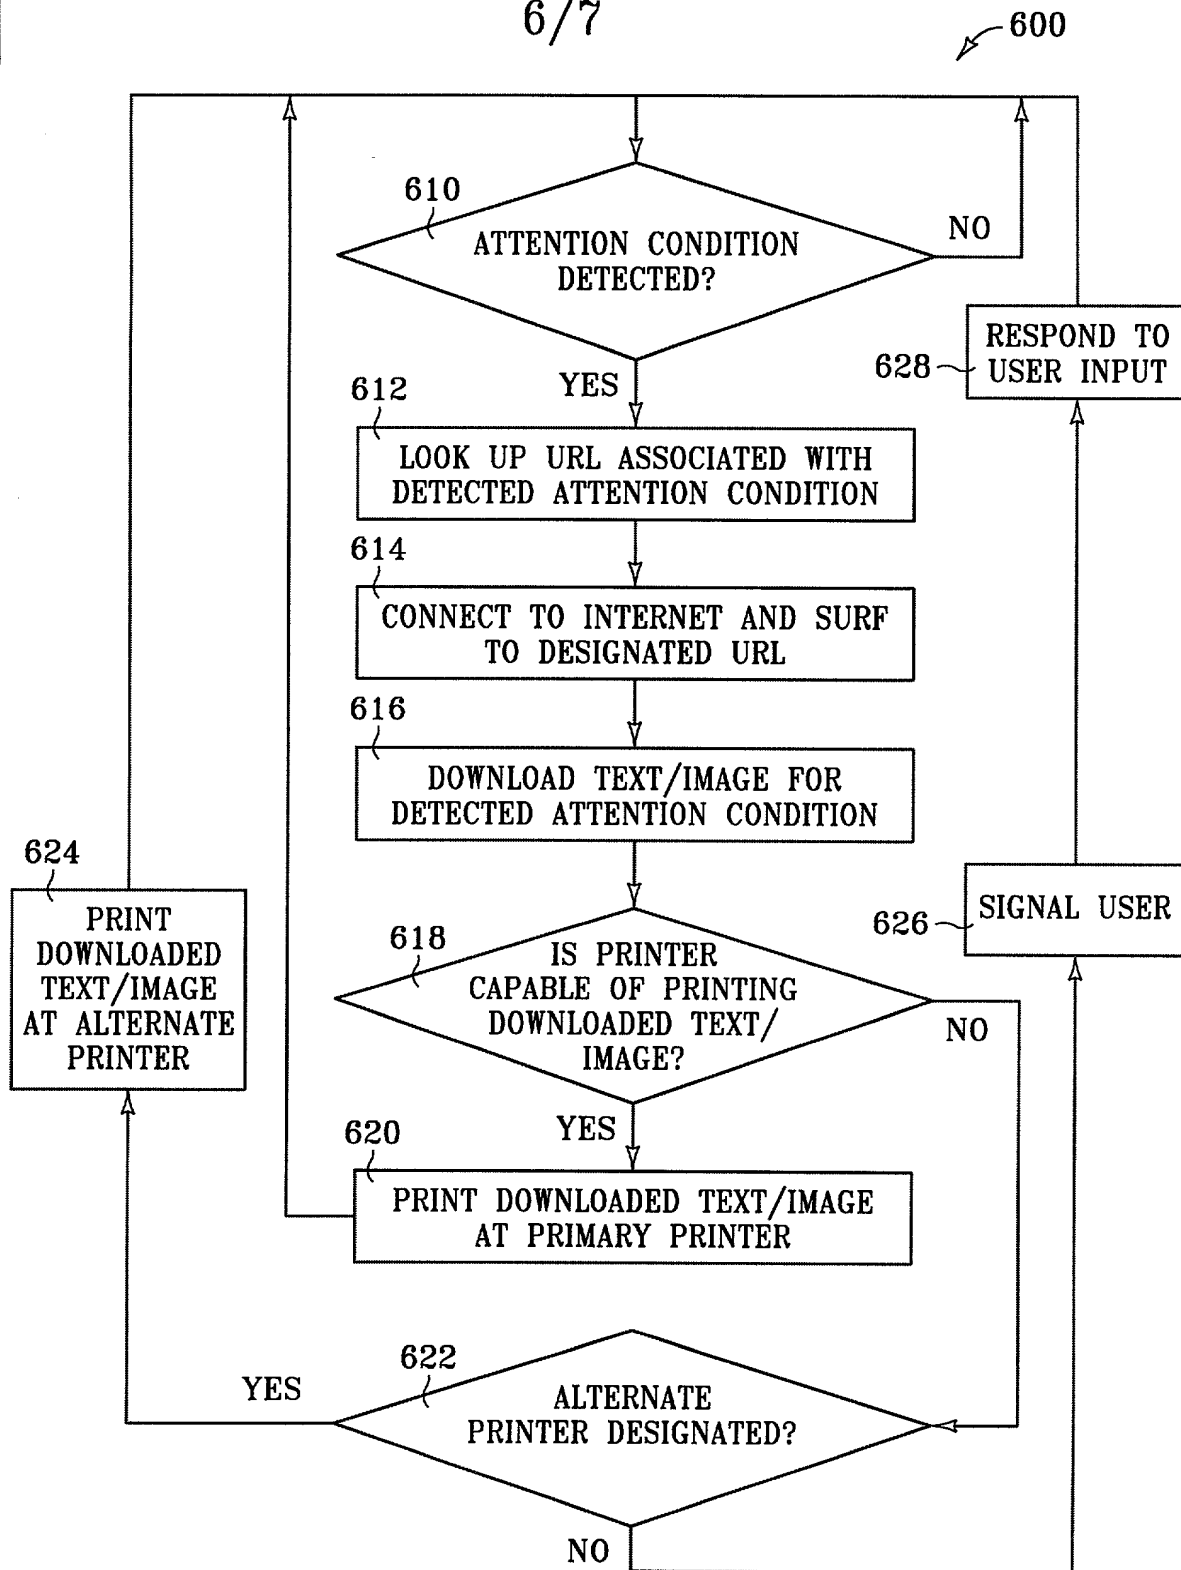 6/7
600
610
ATTENTION CONDITION
DETECTED?
NO
RESPOND TO
USER INPUT
628
YES
612
LOOK UP URL ASSOCIATED WITH
DETECTED ATTENTION CONDITION
614
CONNECT TO INTERNET AND SURF
TO DESIGNATED URL
616
DOWNLOAD TEXT/IMAGE FOR
DETECTED ATTENTION CONDITION
624
PRINT
DOWNLOADED
TEXT/IMAGE
AT ALTERNATE
PRINTER
SIGNAL USER
626
618
IS PRINTER
CAPABLE OF PRINTING
DOWNLOADED TEXT/
IMAGE?
NO
YES
620
PRINT DOWNLOADED TEXT/IMAGE
AT PRIMARY PRINTER
622
YES
ALTERNATE
PRINTER DESIGNATED?
NO